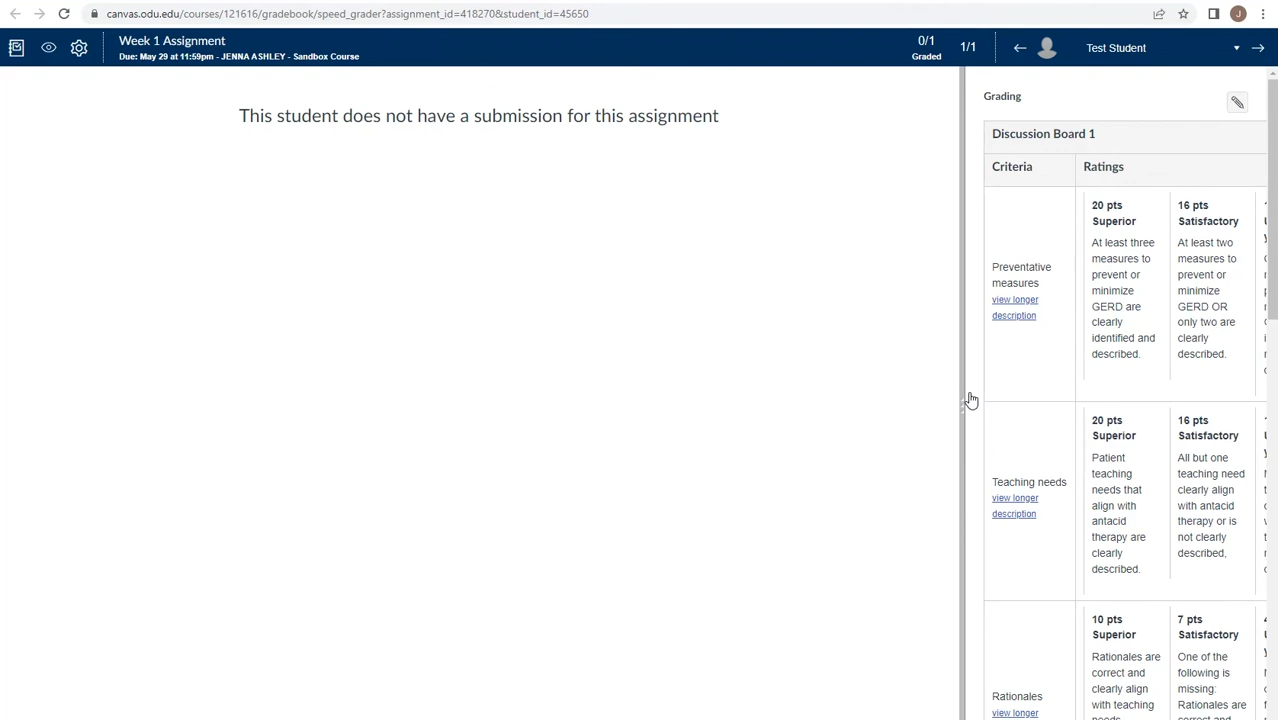 canvas.odu.edu/courses/121616/gradebook/speed_grader?assignment_id=418270&student_id=45650
J
Week 1 Assignment
Due: May 29 at 11:59pm - JENNA ASHLEY - Sandbox Course
0/1
Graded
1/1
Test Student
This student does not have a submission for this assignment
Grading
Discussion Board 1
Criteria
Ratings
Preventative
measures
view longer
description
20 pts
Superior
At least three
measures to
prevent or
minimize
GERD are
clearly
identified and
described.
16 pts
Satisfactory
At least two
measures to
prevent or
minimize
GERD OR
only two are
clearly
described.
Teaching needs
view longer
description
20 pts
Superior
Patient
teaching
needs that
align with
antacid
therapy are
clearly
described.
16 pts
Satisfactory
All but one
teaching need
clearly align
with antacid
therapy or is
not clearly
described,
Rationales
view longer
10 pts
Superior
Rationales are
correct and
clearly align
with teaching
needs
7 pts
Satisfactory
One of the
following is
missing:
Rationales are
correct and